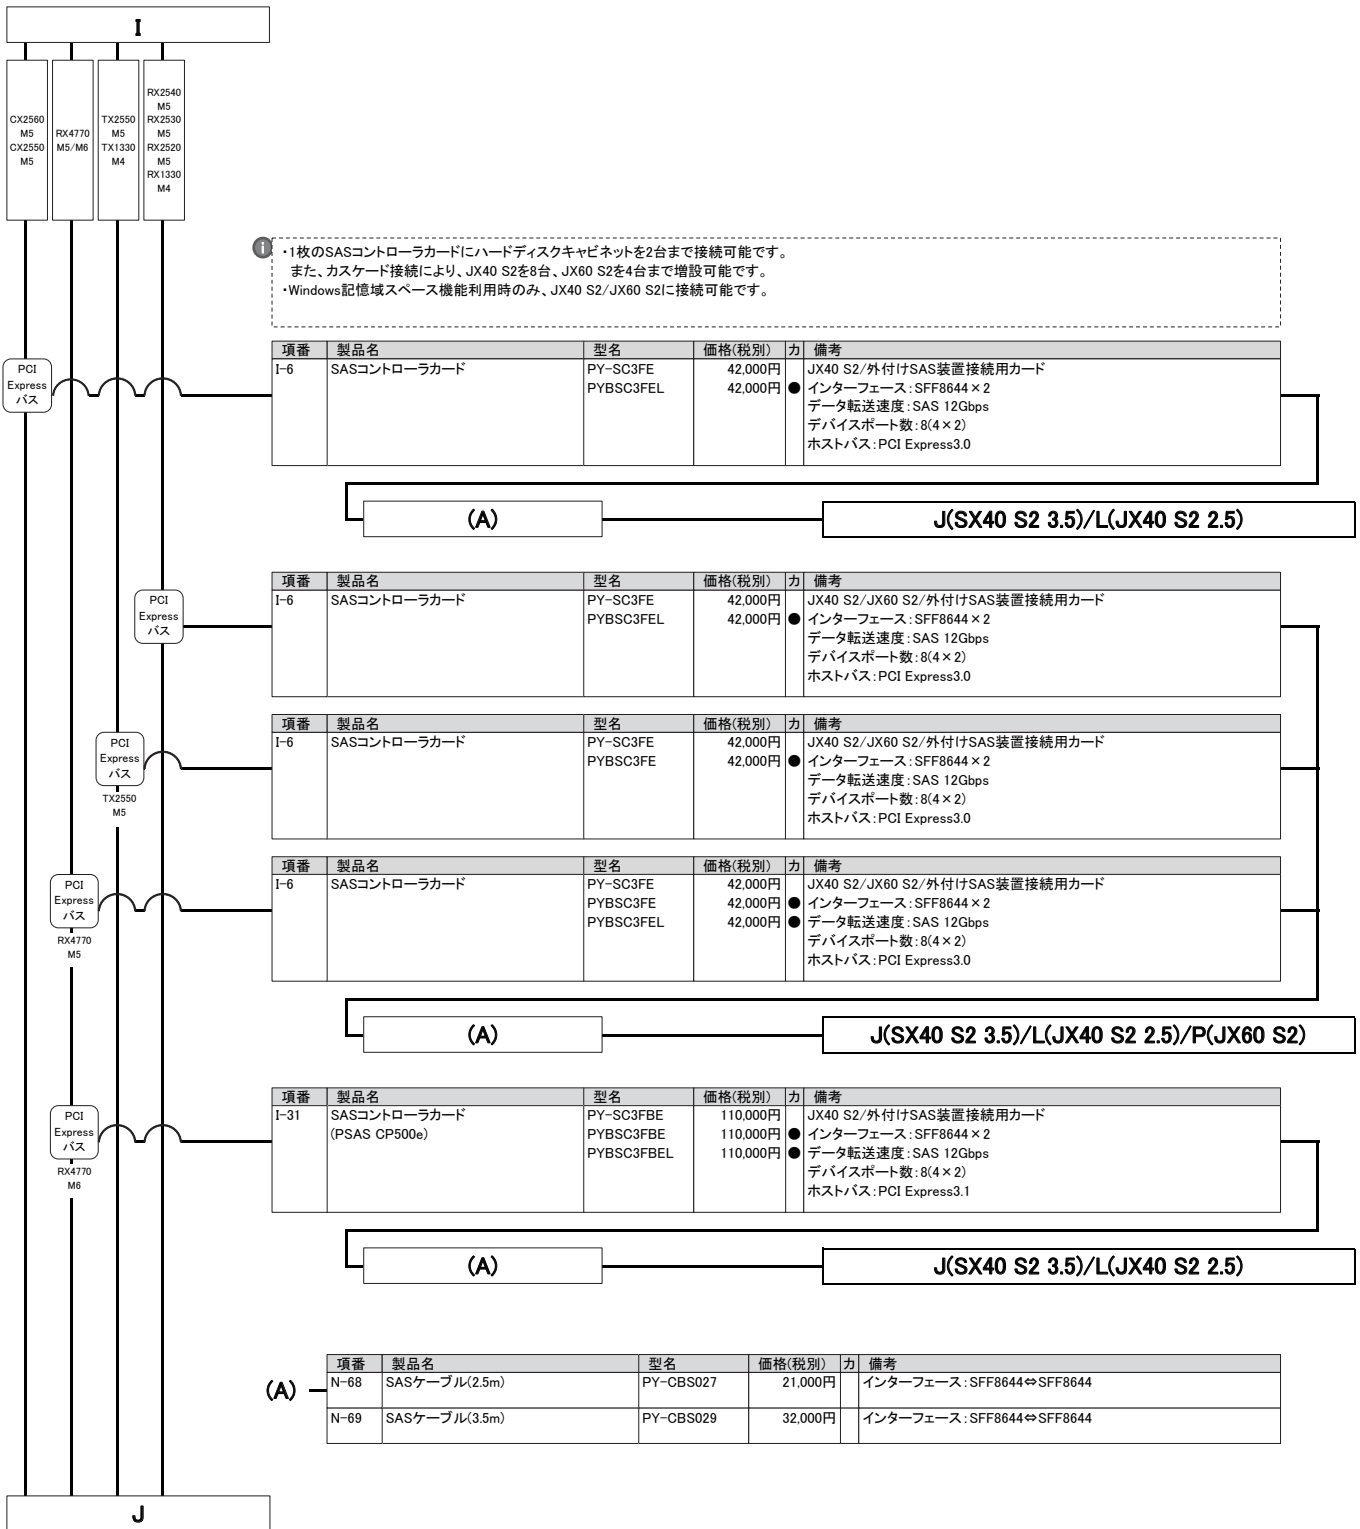 I
CX2560
M5
CX2550
M5
RX4770
M5/M6
TX2550
M5
TX1330
M4
RX2540
M5
RX2530
M5
RX2520
M5
RX1330
M4
i
・1枚のSASコントローラカードにハードディスクキャビネットを2台まで接続可能です。
また、カスケード接続により、JX40 S2を8台、JX60 S2を4台まで増設可能です。
・Windows記憶域スペース機能利用時のみ、JX40 S2/JX60 S2に接続可能です。
PCI
Express
バス
項番 製品名 型名 価格(税別) カ 備考
I-6 SASコントローラカード PY-SC3FE 42,000円 JX40 S2/外付けSAS装置接続用カード
PYBSC3FEL 42,000円 ● インターフェース:SFF8644×2
データ転送速度:SAS 12Gbps
デバイスポート数:8(4×2)
ホストバス:PCI Express3.0
(A) J(SX40 S2 3.5)/L(JX40 S2 2.5)
PCI
Express
バス
項番 製品名 型名 価格(税別) カ 備考
I-6 SASコントローラカード PY-SC3FE 42,000円 JX40 S2/JX60 S2/外付けSAS装置接続用カード
PYBSC3FEL 42,000円 ● インターフェース:SFF8644×2
データ転送速度:SAS 12Gbps
デバイスポート数:8(4×2)
ホストバス:PCI Express3.0
PCI
Express
バス
TX2550
M5
項番 製品名 型名 価格(税別) カ 備考
I-6 SASコントローラカード PY-SC3FE 42,000円 JX40 S2/JX60 S2/外付けSAS装置接続用カード
PYBSC3FE 42,000円 ● インターフェース:SFF8644×2
データ転送速度:SAS 12Gbps
デバイスポート数:8(4×2)
ホストバス:PCI Express3.0
PCI
Express
バス
RX4770
M5
項番 製品名 型名 価格(税別) カ 備考
I-6 SASコントローラカード PY-SC3FE 42,000円 JX40 S2/JX60 S2/外付けSAS装置接続用カード
PYBSC3FE 42,000円 ● インターフェース:SFF8644×2
PYBSC3FEL 42,000円 ● データ転送速度:SAS 12Gbps
デバイスポート数:8(4×2)
ホストバス:PCI Express3.0
(A) J(SX40 S2 3.5)/L(JX40 S2 2.5)/P(JX60 S2)
PCI
Express
バス
RX4770
M6
項番 製品名 型名 価格(税別) カ 備考
I-31 SASコントローラカード PY-SC3FBE 110,000円 JX40 S2/外付けSAS装置接続用カード
(PSAS CP500e) PYBSC3FBE 110,000円 ● インターフェース:SFF8644×2
PYBSC3FBEL 110,000円 ● データ転送速度:SAS 12Gbps
デバイスポート数:8(4×2)
ホストバス:PCI Express3.1
(A) J(SX40 S2 3.5)/L(JX40 S2 2.5)
(A)
項番 製品名 型名 価格(税別) カ 備考
N-68 SASケーブル(2.5m) PY-CBS027 21,000円 インターフェース:SFF8644⇔SFF8644
N-69 SASケーブル(3.5m) PY-CBS029 32,000円 インターフェース:SFF8644⇔SFF8644
J